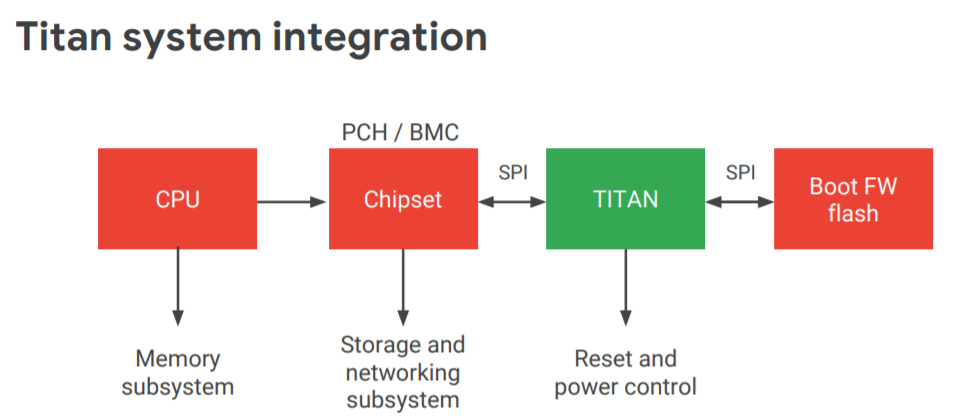 Titan system integration
PCH / BMC
CPU
Chipset
SPI
TITAN
SPI
Boot FW
flash
Memory
subsystem
Storage and
networking
subsystem
Reset and
power control